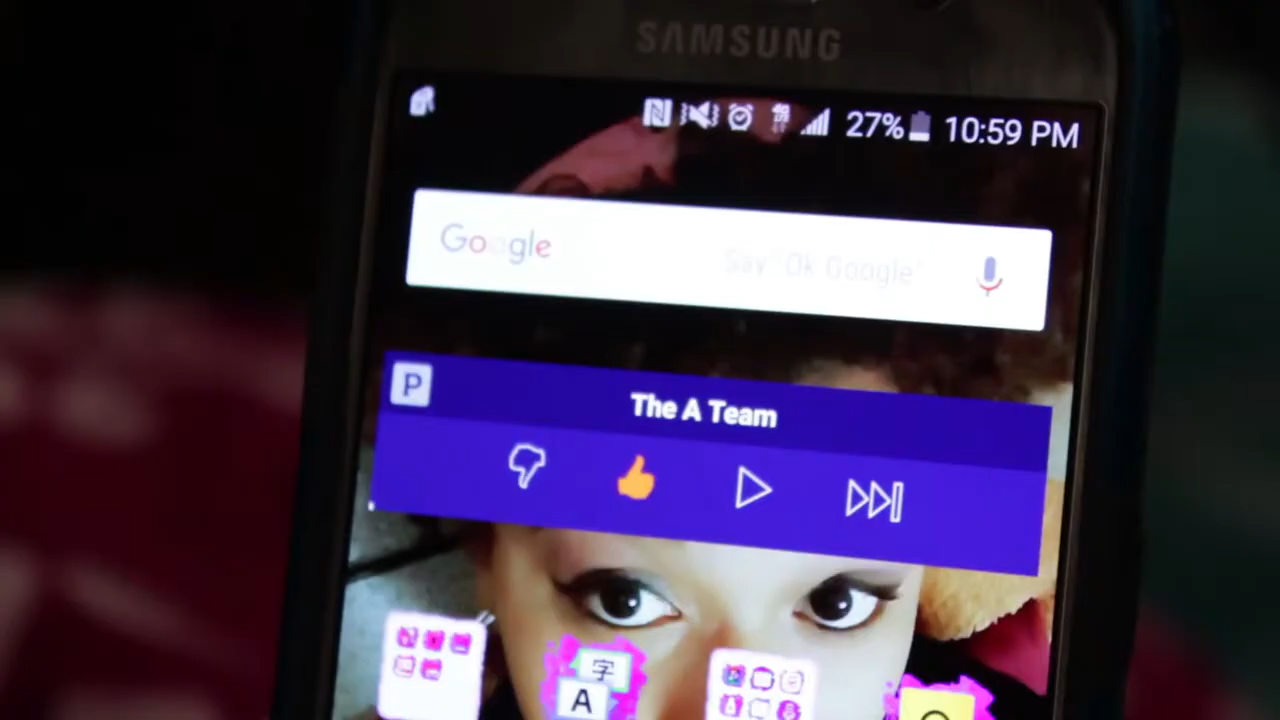 SAMSUNG
27% 10:59 PM
Google Say "Ok Google"
P The A Team
字
A